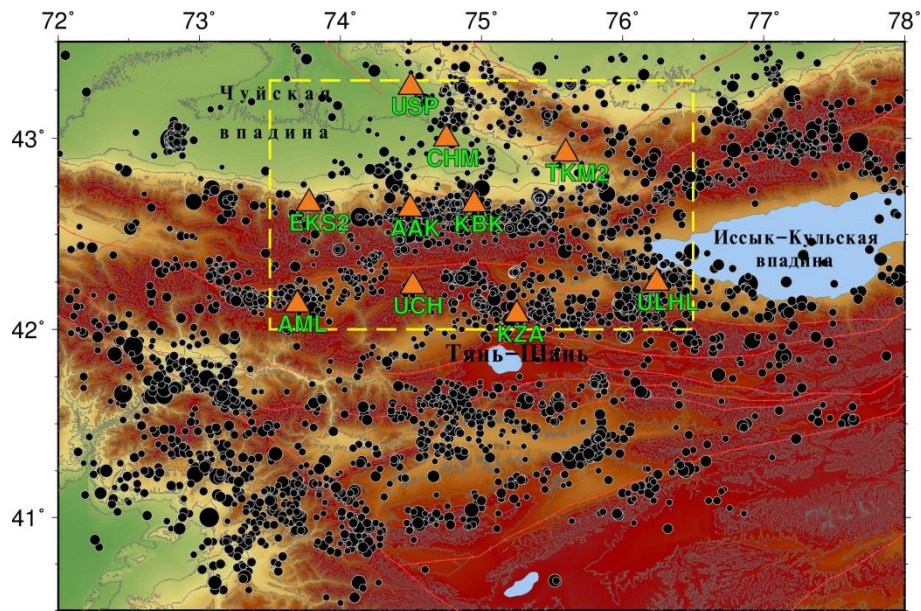 72° 73° 74° 75° 76° 77° 78°
Чуйская
впадина
USP
43°
CHM
TKM2
EKS2
AAK
KBK
Иссык-Кульская
впадина
UCH
ULHL
AML
42°
KZA
Тянь-Шань
41°